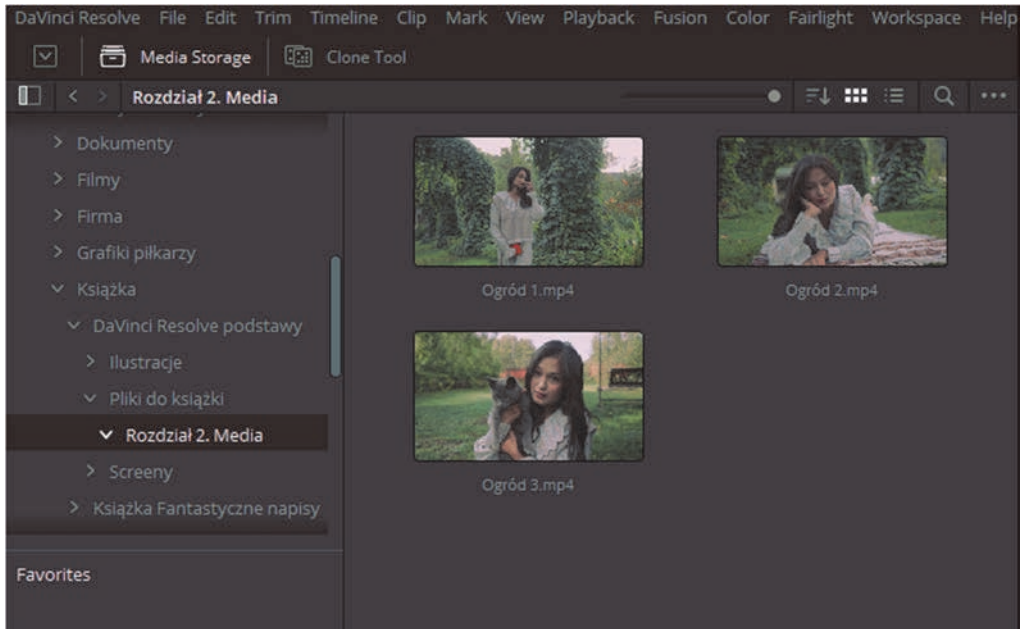 DaVinci Resolve File Edit Trim Timeline Clip Mark View Playback Fusion Color Fairlight Workspace Help
Media Storage Clone Tool
Rozdział 2. Media
Dokumenty
Filmy
Firma
Grafiki piłkarzy
Książka
DaVinci Resolve podstawy
Ilustracje
Pliki do książki
Rozdział 2. Media
Screeny
Książka Fantastyczne napisy
Favorites
Ogród 1.mp4
Ogród 2.mp4
Ogród 3.mp4